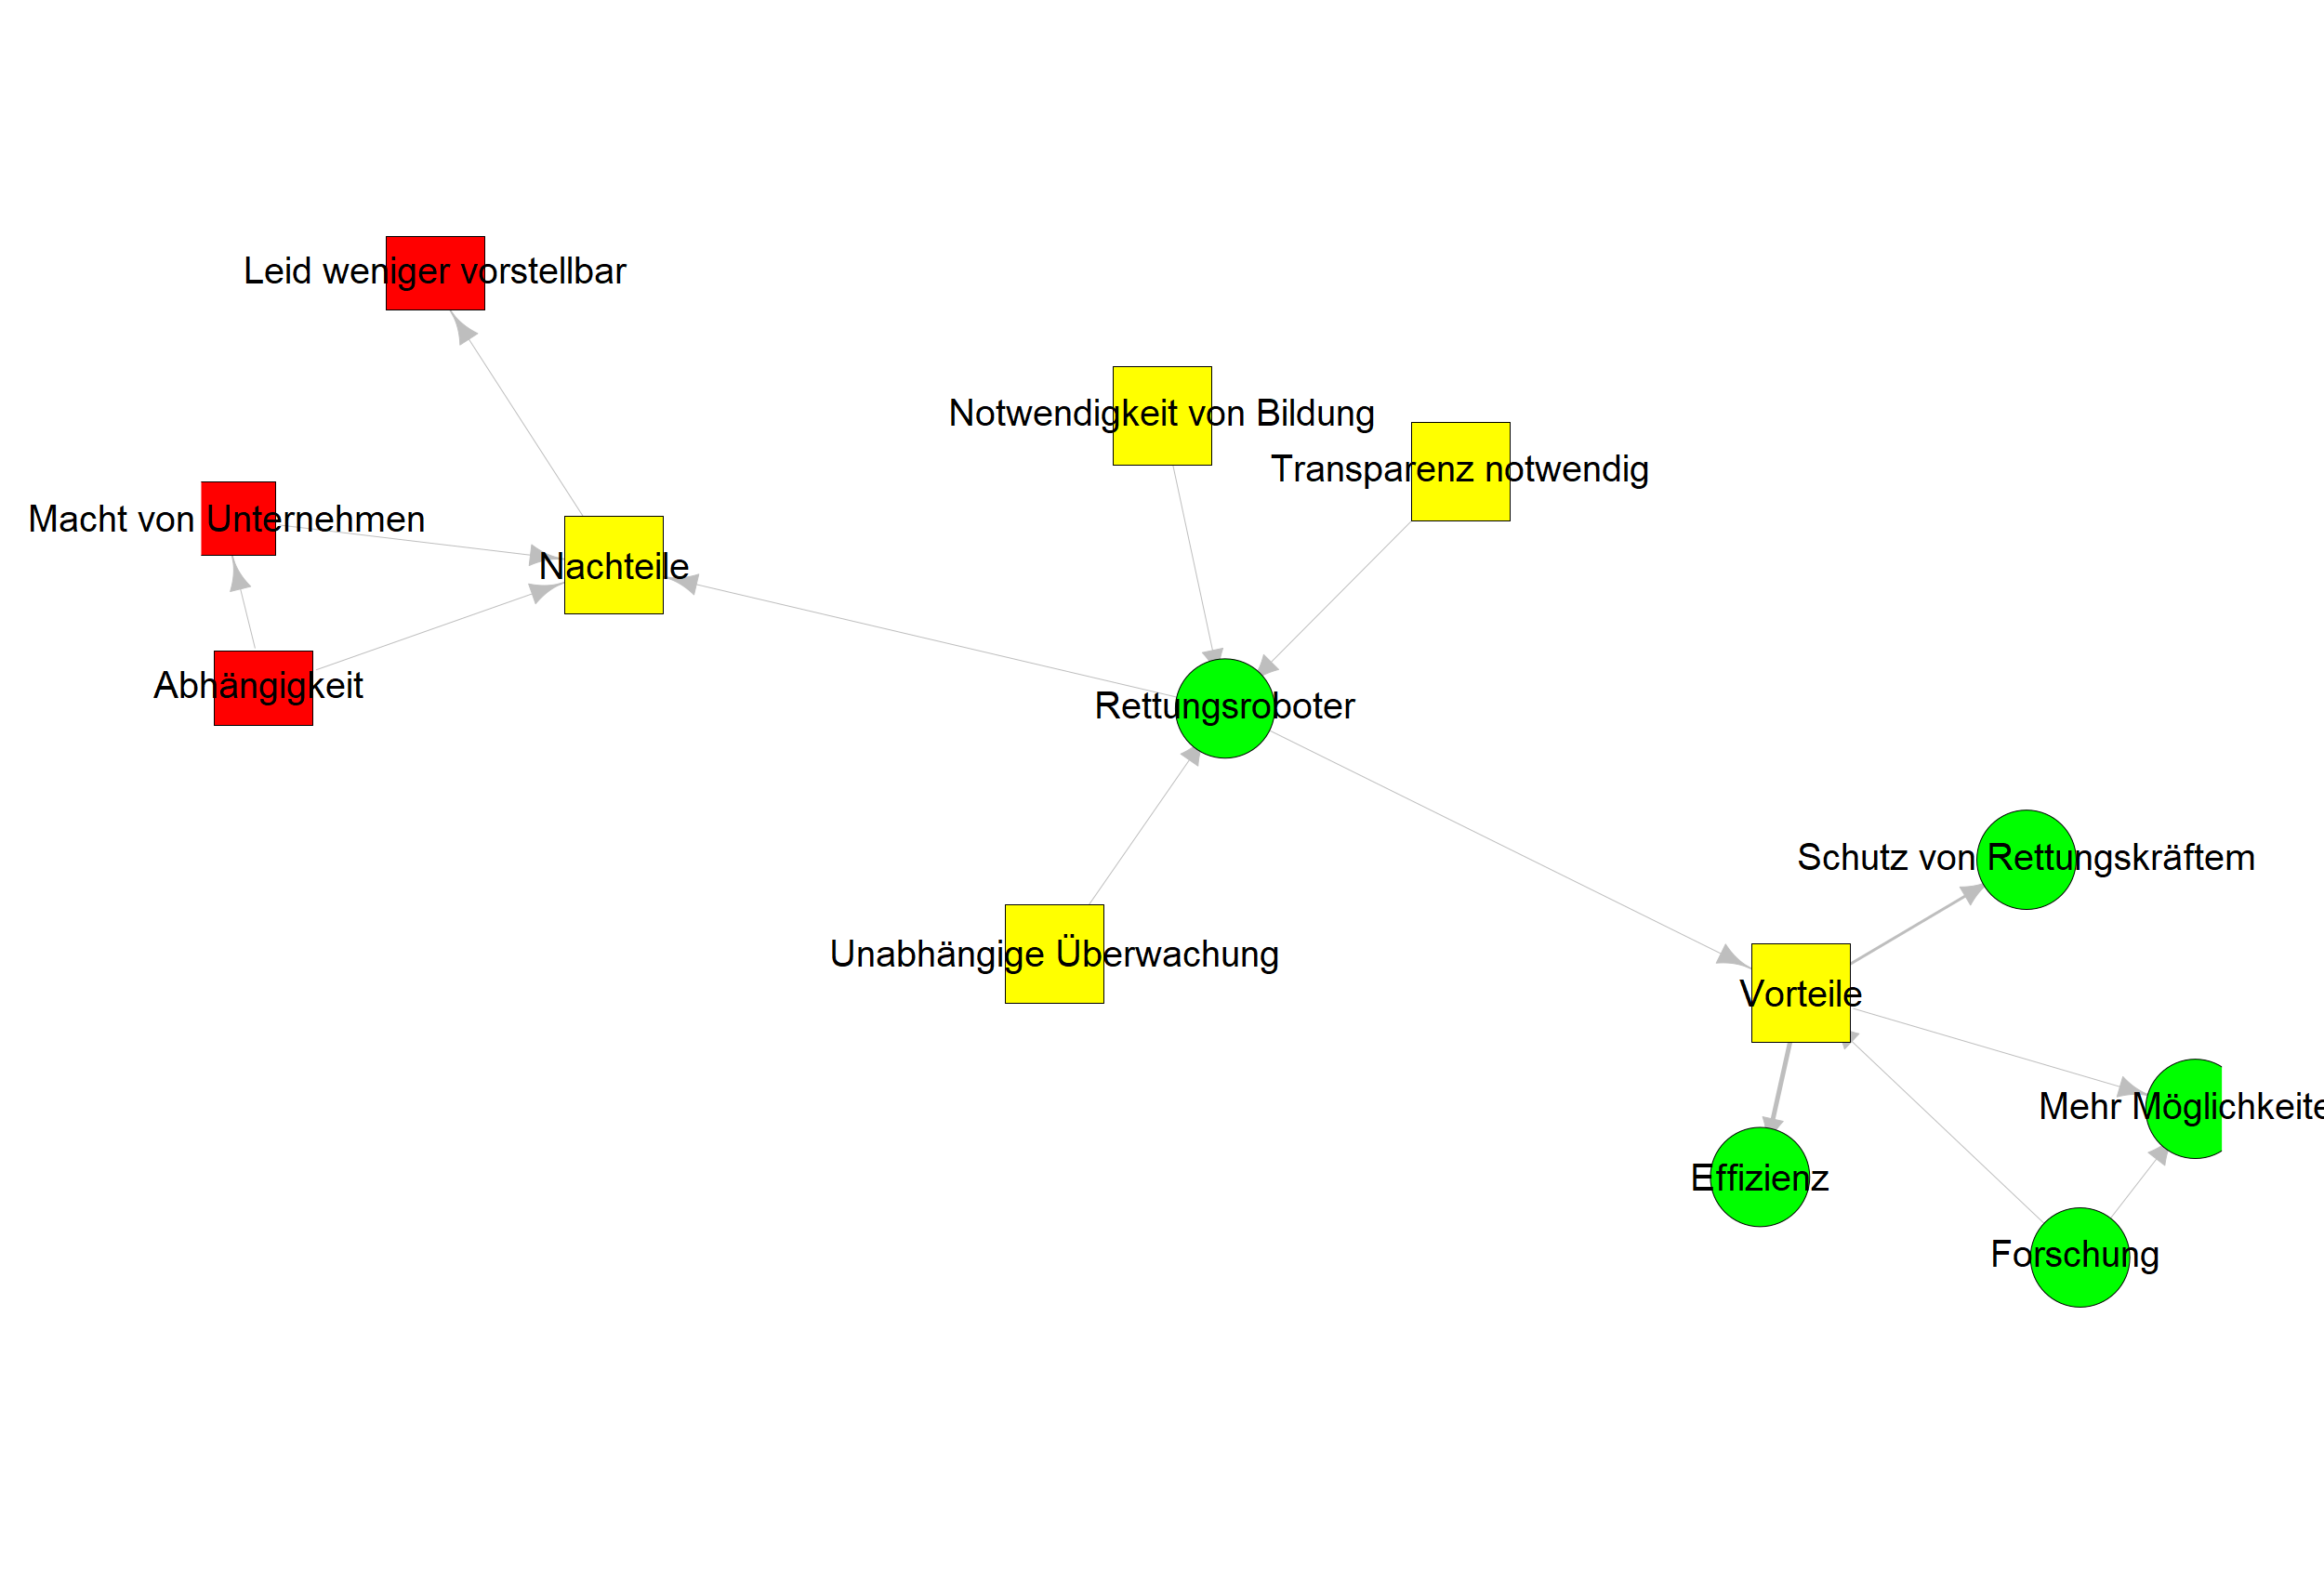 Leid weniger vorstellbar
Notwendigkeit von Bildung
Transparenz notwendig
Macht von Unternehmen
Nachteile
Abhängigkeit
Rettungsroboter
Schutz von Rettungskräftem
Unabhängige Überwachung
Vorteile
Mehr Möglichkeite
Effizienz
Forschung